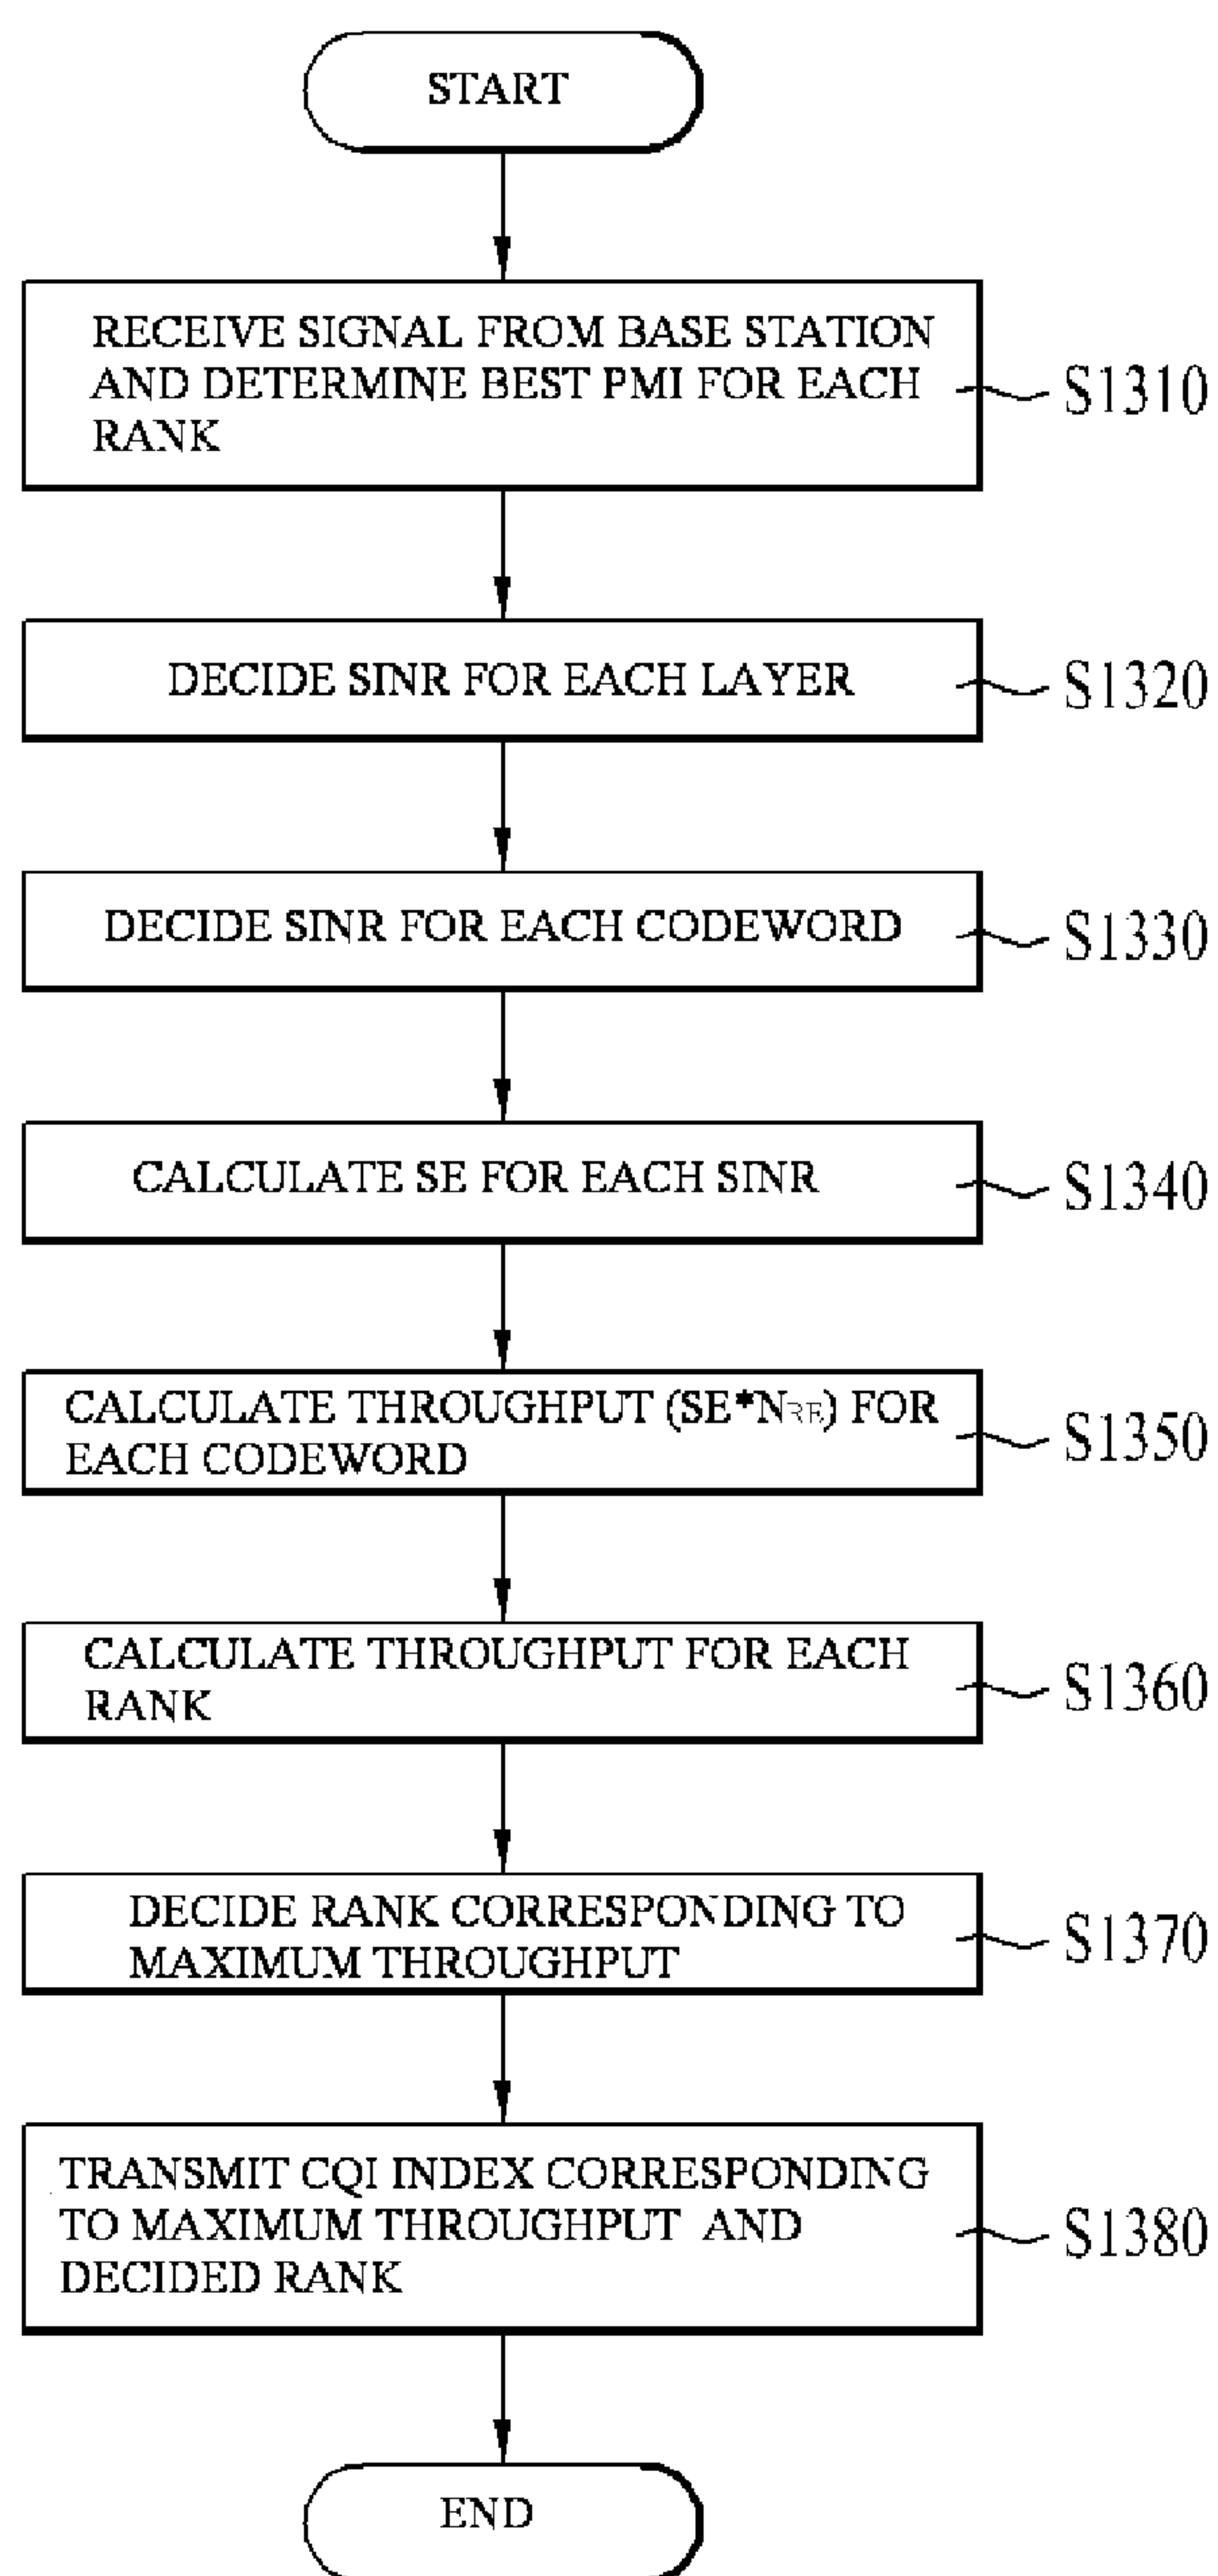 START
RECEIVE SIGNAL FROM BASE STATION
AND DETERMINE BEST PMI FOR EACH
RANK
S1310
DECIDE SINR FOR EACH LAYER
S1320
DECIDE SINR FOR EACH CODEWORD
S1330
CALCULATE SE FOR EACH SINR
S1340
CALCULATE THROUGHPUT (SE*NRE) FOR
EACH CODEWORD
S1350
CALCULATE THROUGHPUT FOR EACH
RANK
S1360
DECIDE RANK CORRESPONDING TO
MAXIMUM THROUGHPUT
S1370
TRANSMIT CQI INDEX CORRESPONDING
TO MAXIMUM THROUGHPUT AND
DECIDED RANK
S1380
END